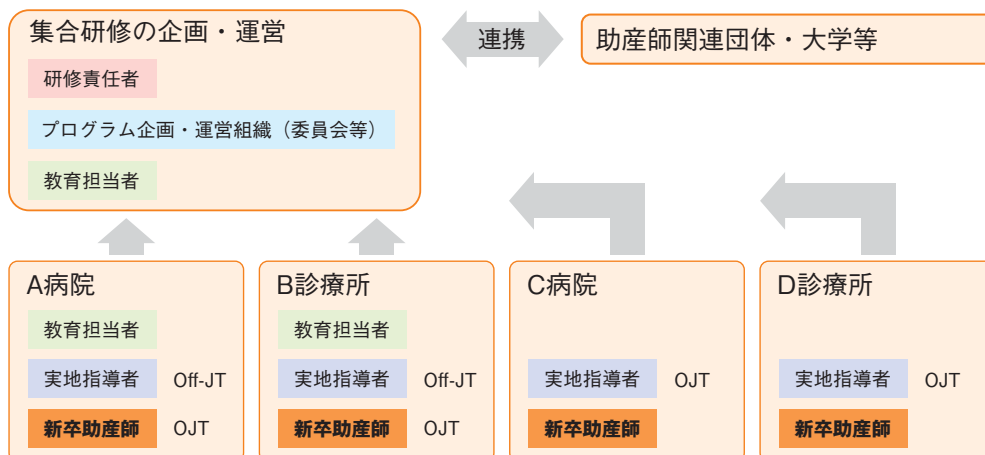 集合研修の企画・運営
連携
助産師関連団体・大学等
研修責任者
プログラム企画・運営組織（委員会等）
教育担当者
A病院
教育担当者
実地指導者 Off-JT
新卒助産師 OJT
B診療所
教育担当者
実地指導者 Off-JT
新卒助産師 OJT
C病院
実地指導者 OJT
新卒助産師
D診療所
実地指導者 OJT
新卒助産師